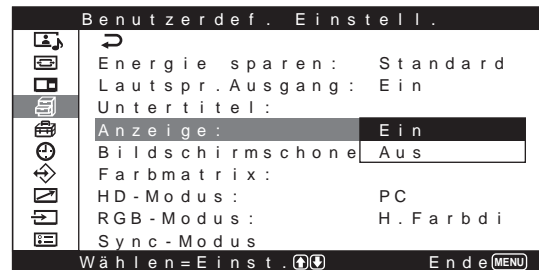 Benutzerdef. Einstell.
Energie sparen: Standard
Lautspr.Ausgang: Ein
Untertitel:
Anzeige: Ein
Bildschirmschone Aus
Farbmatrix:
HD-Modus: PC
RGB-Modus: H.Farbdi
Sync-Modus
Wählen=Einst. Ende MENU